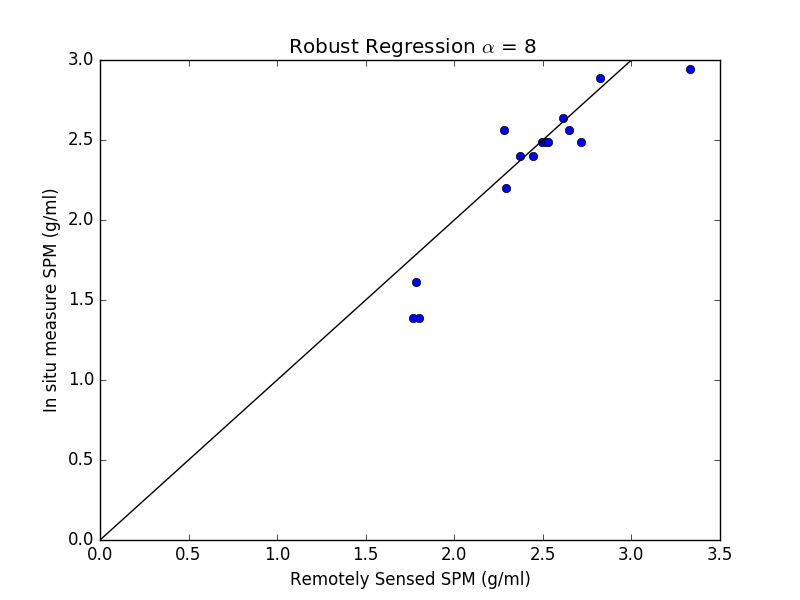 Robust Regression α = 8
3.0
2.5
2.0
1.5
1.0
0.5
0.0
In situ measure SPM (g/ml)
0.0 0.5 1.0 1.5 2.0 2.5 3.0 3.5
Remotely Sensed SPM (g/ml)